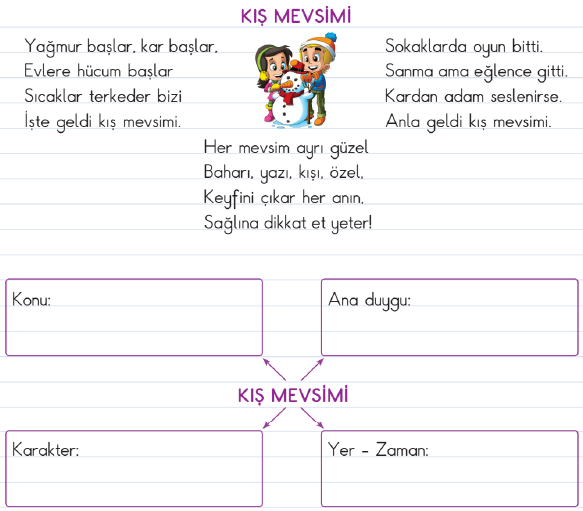 KIŞ MEVSİMİ
Yağmur başlar, kar başlar,
Evlere hücum başlar
Sıcaklar terkeder bizi
İşte geldi kış mevsimi.
Sokaklarda oyun bitti.
Sanma ama eğlence gitti.
Kardan adam seslenirse.
Anla geldi kış mevsimi.
Her mevsim ayrı güzel
Baharı, yazı, kışı, özel,
Keyfini çıkar her anın.
Sağlına dikkat et yeter!
Konu:
Ana duygu:
KIŞ MEVSİMİ
Karakter:
Yer - Zaman: